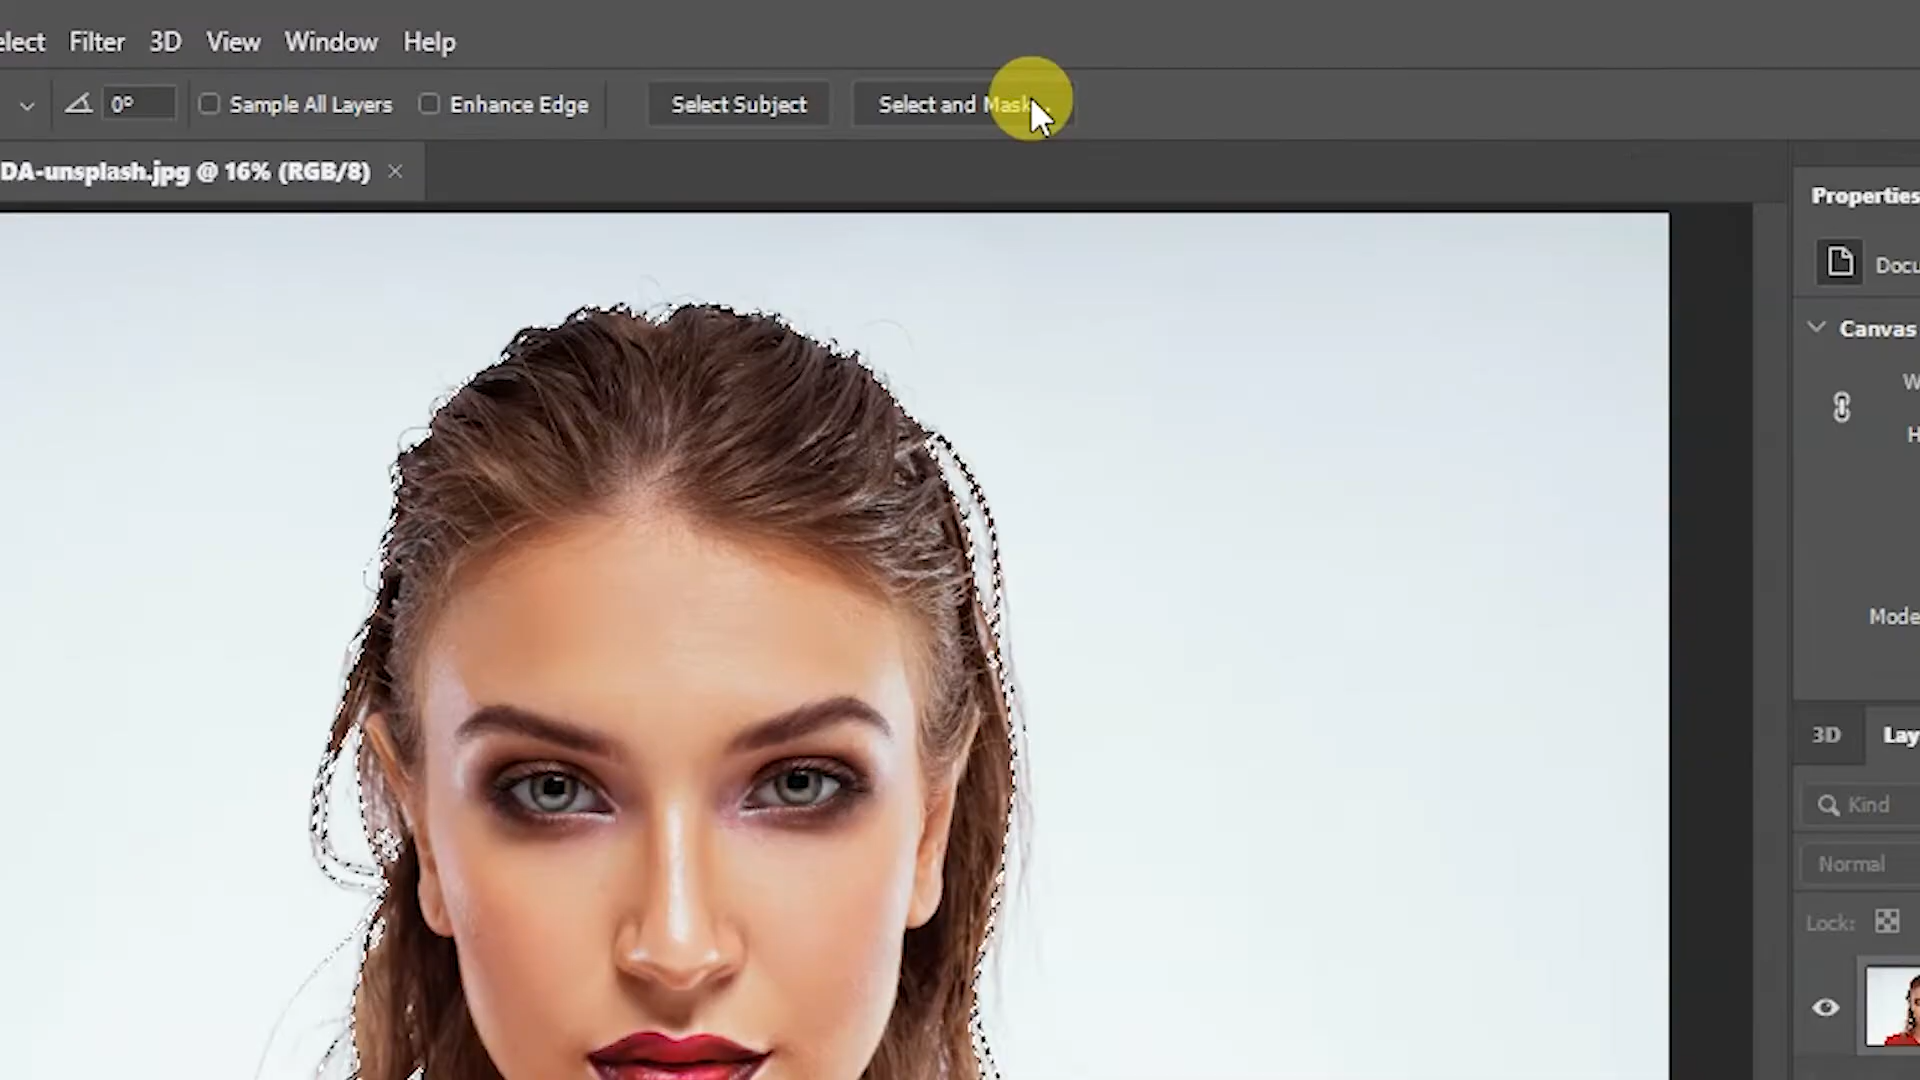 elect Filter 3D View Window Help
0° Sample All Layers Enhance Edge Select Subject Select and Mask...
DA-unsplash.jpg @ 16% (RGB/8) ×
Properties
Docu
Canvas
W
H
Mode
3D Lay
Kind
Normal
Lock: